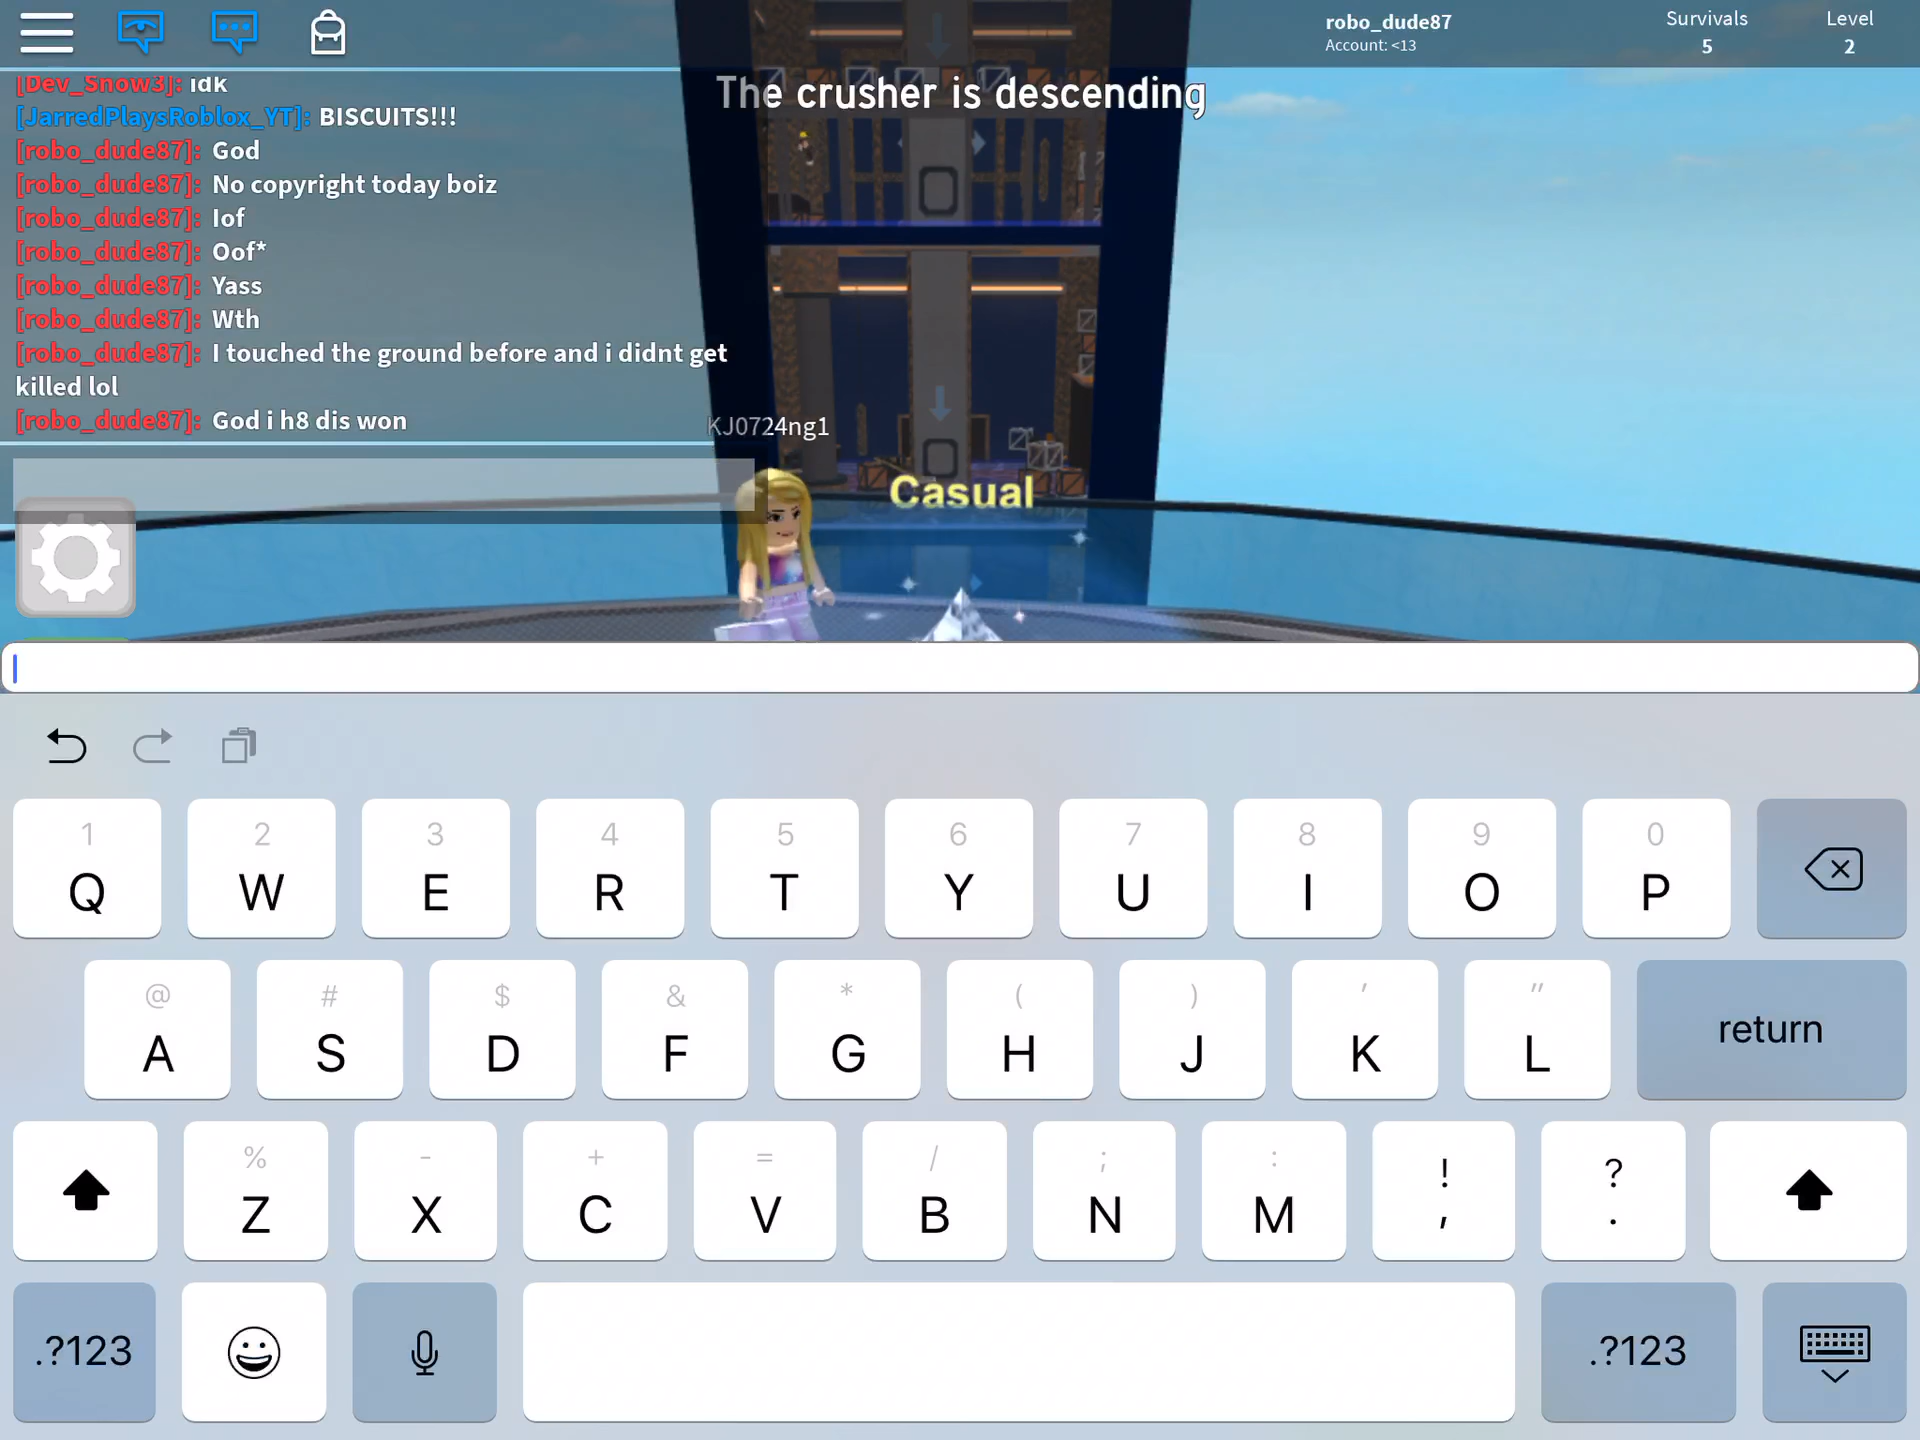 robo_dude87
Account: <13
Survivals
5
Level
2
The crusher is descending
[Dev_Snow3]: idk
[JarredPlaysRoblox_YT]: BISCUITS!!!
[robo_dude87]: God
[robo_dude87]: No copyright today boiz
[robo_dude87]: Iof
[robo_dude87]: Oof*
[robo_dude87]: Yass
[robo_dude87]: Wth
[robo_dude87]: I touched the ground before and i didnt get
killed lol
[robo_dude87]: God i h8 dis won
KJ0724ng1
Casual
1 2 3 4 5 6 7 8 9 0
Q W E R T Y U I O P
@ # $ & * ( ) ' "
A S D F G H J K L return
% - + = / ; : ! ?
Z X C V B N M , .
.?123 .?123